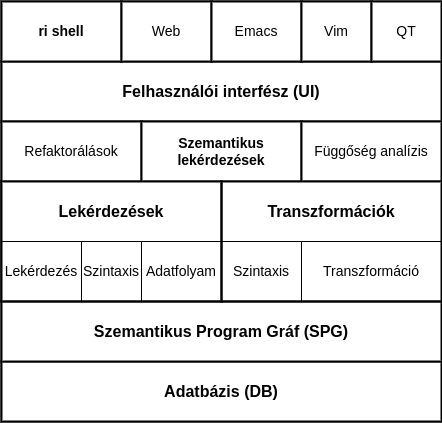 ri shell
Web
Emacs
Vim
QT
Felhasználói interfész (UI)
Refaktorálások
Szemantikus
lekérdezések
Függőség analízis
Lekérdezések
Transzformációk
Lekérdezés
Szintaxis
Adatfolyam
Szintaxis
Transzformáció
Szemantikus Program Gráf (SPG)
Adatbázis (DB)